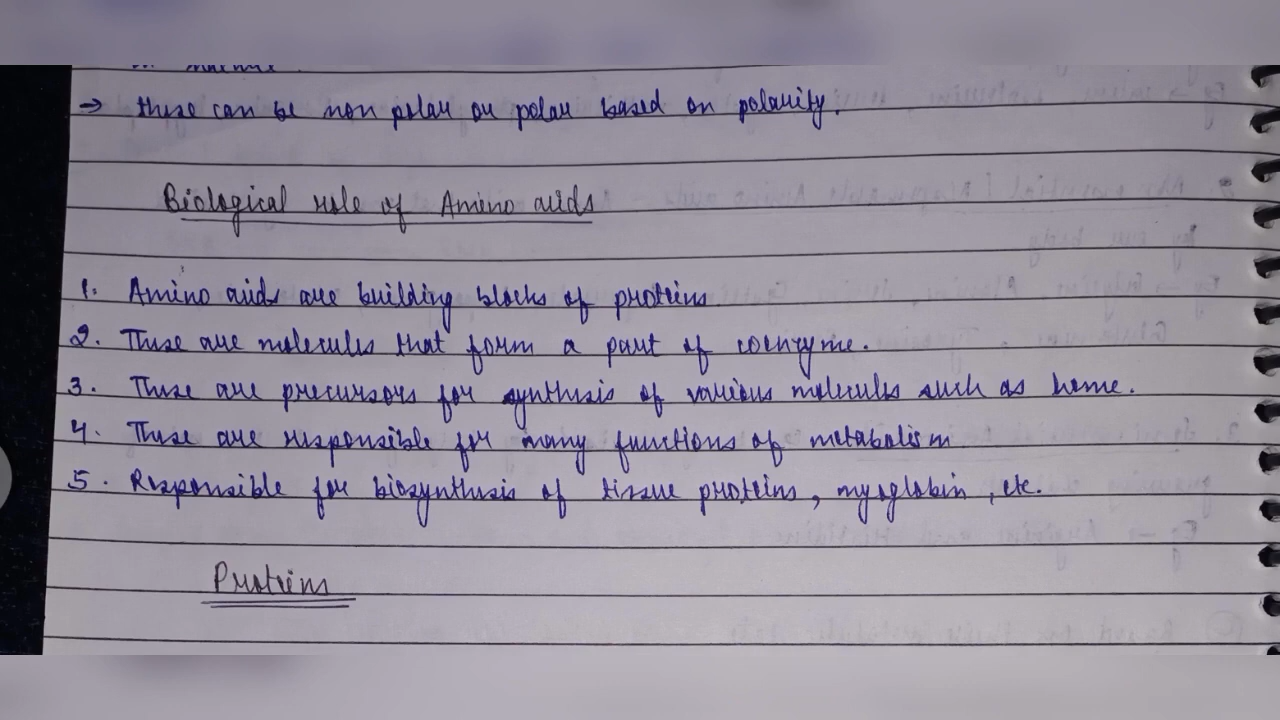 → these can be non polar or polar based on polarity.
Biological role of Amino acids
1. Amino acids are building blocks of proteins
2. These are molecules that form a part of coenzyme.
3. These are precursors for synthesis of various molecules such as heme.
4. These are responsible for many functions of metabolism
5. Responsible for biosynthesis of tissue proteins, myoglobin, etc.
Proteins